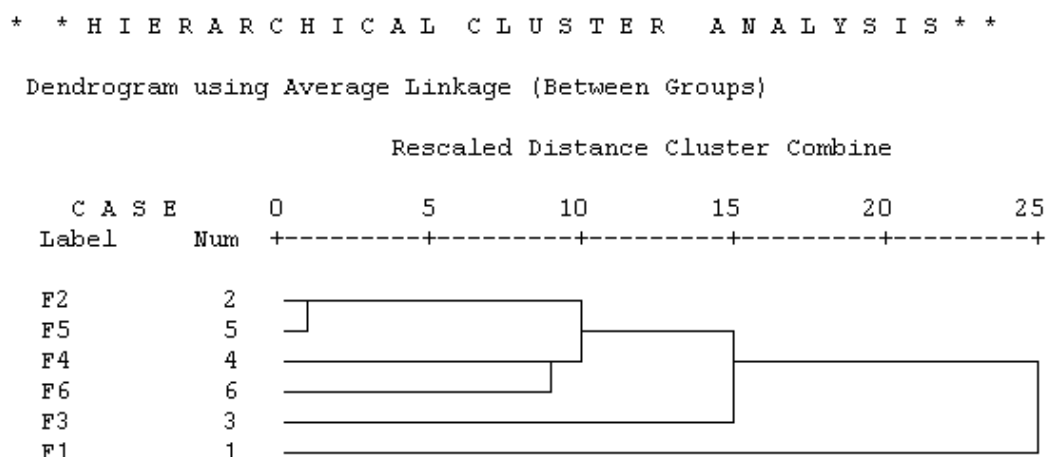 * * H I E R A R C H I C A L C L U S T E R A N A L Y S I S * *
Dendrogram using Average Linkage (Between Groups)
Rescaled Distance Cluster Combine
C A S E 0 5 10 15 20 25
Label Num +---------+---------+---------+---------+---------+
F2 2
F5 5
F4 4
F6 6
F3 3
F1 1